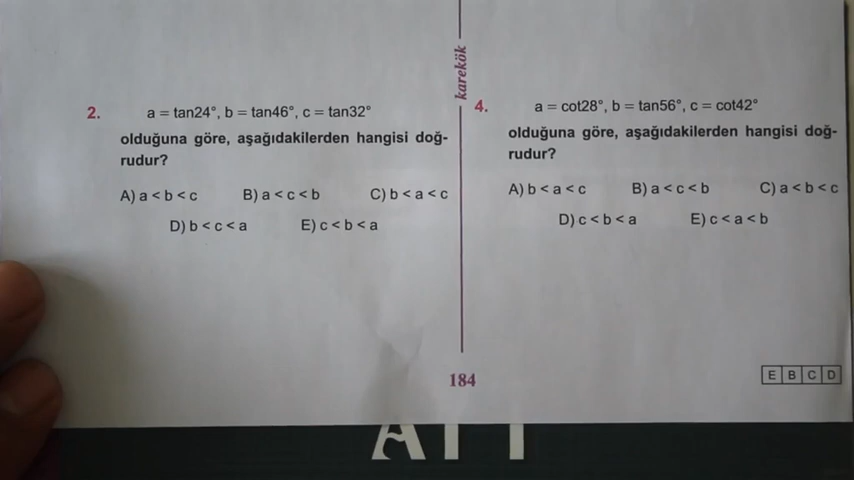 2. a = tan24°, b = tan46°, c = tan32°
olduğuna göre, aşağıdakilerden hangisi doğ-
rudur?
A) a < b < c B) a < c < b C) b < a < c
D) b < c < a E) c < b < a
karekök
4. a = cot28°, b = tan56°, c = cot42°
olduğuna göre, aşağıdakilerden hangisi doğ-
rudur?
A) b < a < c B) a < c < b C) a < b < c
D) c < b < a E) c < a < b
184
E B C D